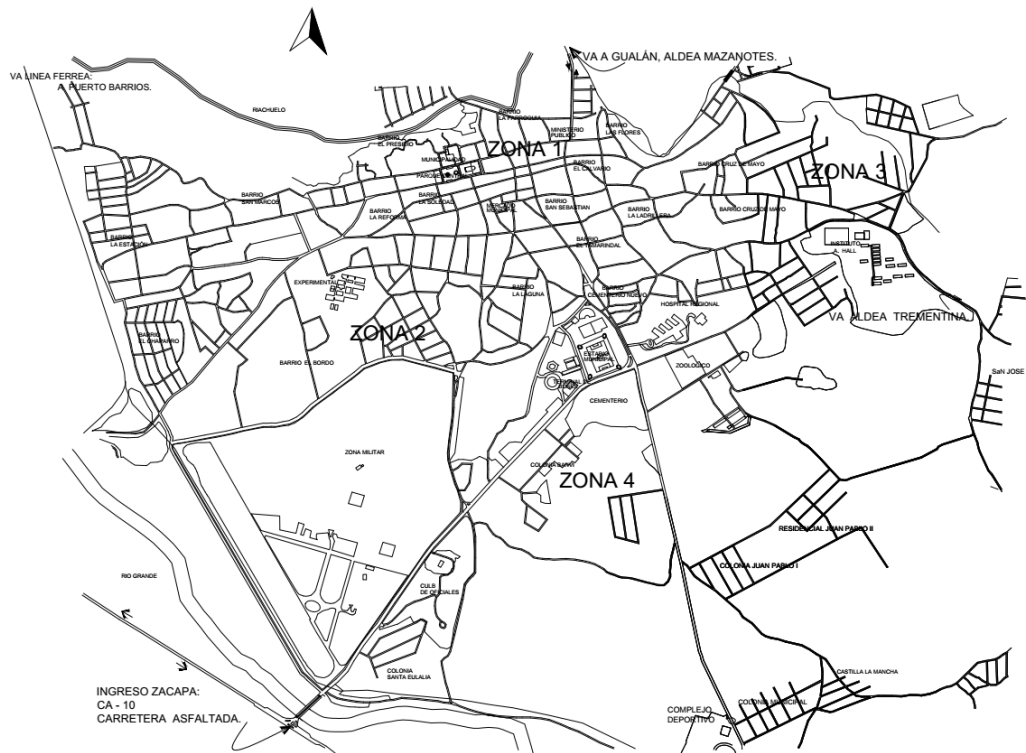 VA A GUALÁN, ALDEA MAZANOTES.
VA LINEA FERREA:
A PUERTO BARRIOS.
RIACHUELO
BARRIO
LA PARROQUIA
MINISTERIO
PUBLICO
BARRIO
LAS FLORES
BARRIO
EL PRESIDIO
ZONA 1
MUNICIPALIDAD
BARRIO
EL CALVARIO
BARRIO CRUZ DE MAYO
ZONA 3
BARRIO
SAN MARCOS
BARRIO
LA SOLEDAD
BARRIO
LA REFORMA
MERCADO
MUNICIPAL
BARRIO
SAN SEBASTIAN
BARRIO
LA LADRILLERA
BARRIO CRUZ DE MAYO
BARRIO
LA ESTACIÓN
BARRIO
EL TAMARINDAL
INSTITUTO
A. HALL
EXPERIMENTAL
BARRIO
LA LAGUNA
BARRIO
CEMENTERIO NUEVO
HOSPITAL REGIONAL
VA ALDEA TREMENTINA.
BARRIO
EL CHAPARRO
ZONA 2
BARRIO EL BORDO
ESTADIO
MUNICIPAL
ZOOLOGICO
SaN JOSE
CEMENTERIO
ZONA MILITAR
COLONIA
ZONA 4
RESIDENCIAL JUAN PABLO II
COLONIA JUAN PABLO I
RIO GRANDE
CULB
DE OFICIALES
COLONIA
SANTA EULALIA
CASTILLA LA MANCHA
INGRESO ZACAPA:
CA - 10
CARRETERA ASFALTADA.
COMPLEJO
DEPORTIVO
COLONIA MUNICIPAL